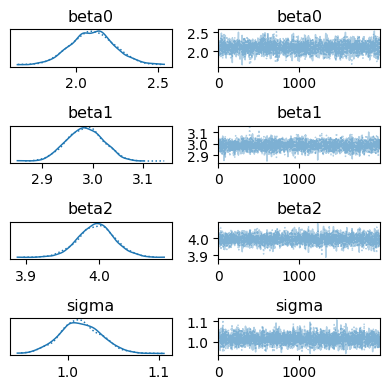 beta0 beta0
2.5
2.0
2.0 2.5 0 1000
beta1 beta1
3.1
3.0
2.9
2.9 3.0 3.1 0 1000
beta2 beta2
4.0
3.9
3.9 4.0 0 1000
sigma sigma
1.1
1.0
1.0 1.1 0 1000